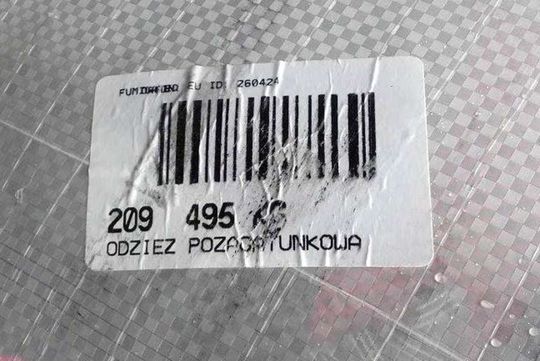 EU ID: 260424
209 495 KG
ODZIEZ POZAGATUNKOWA